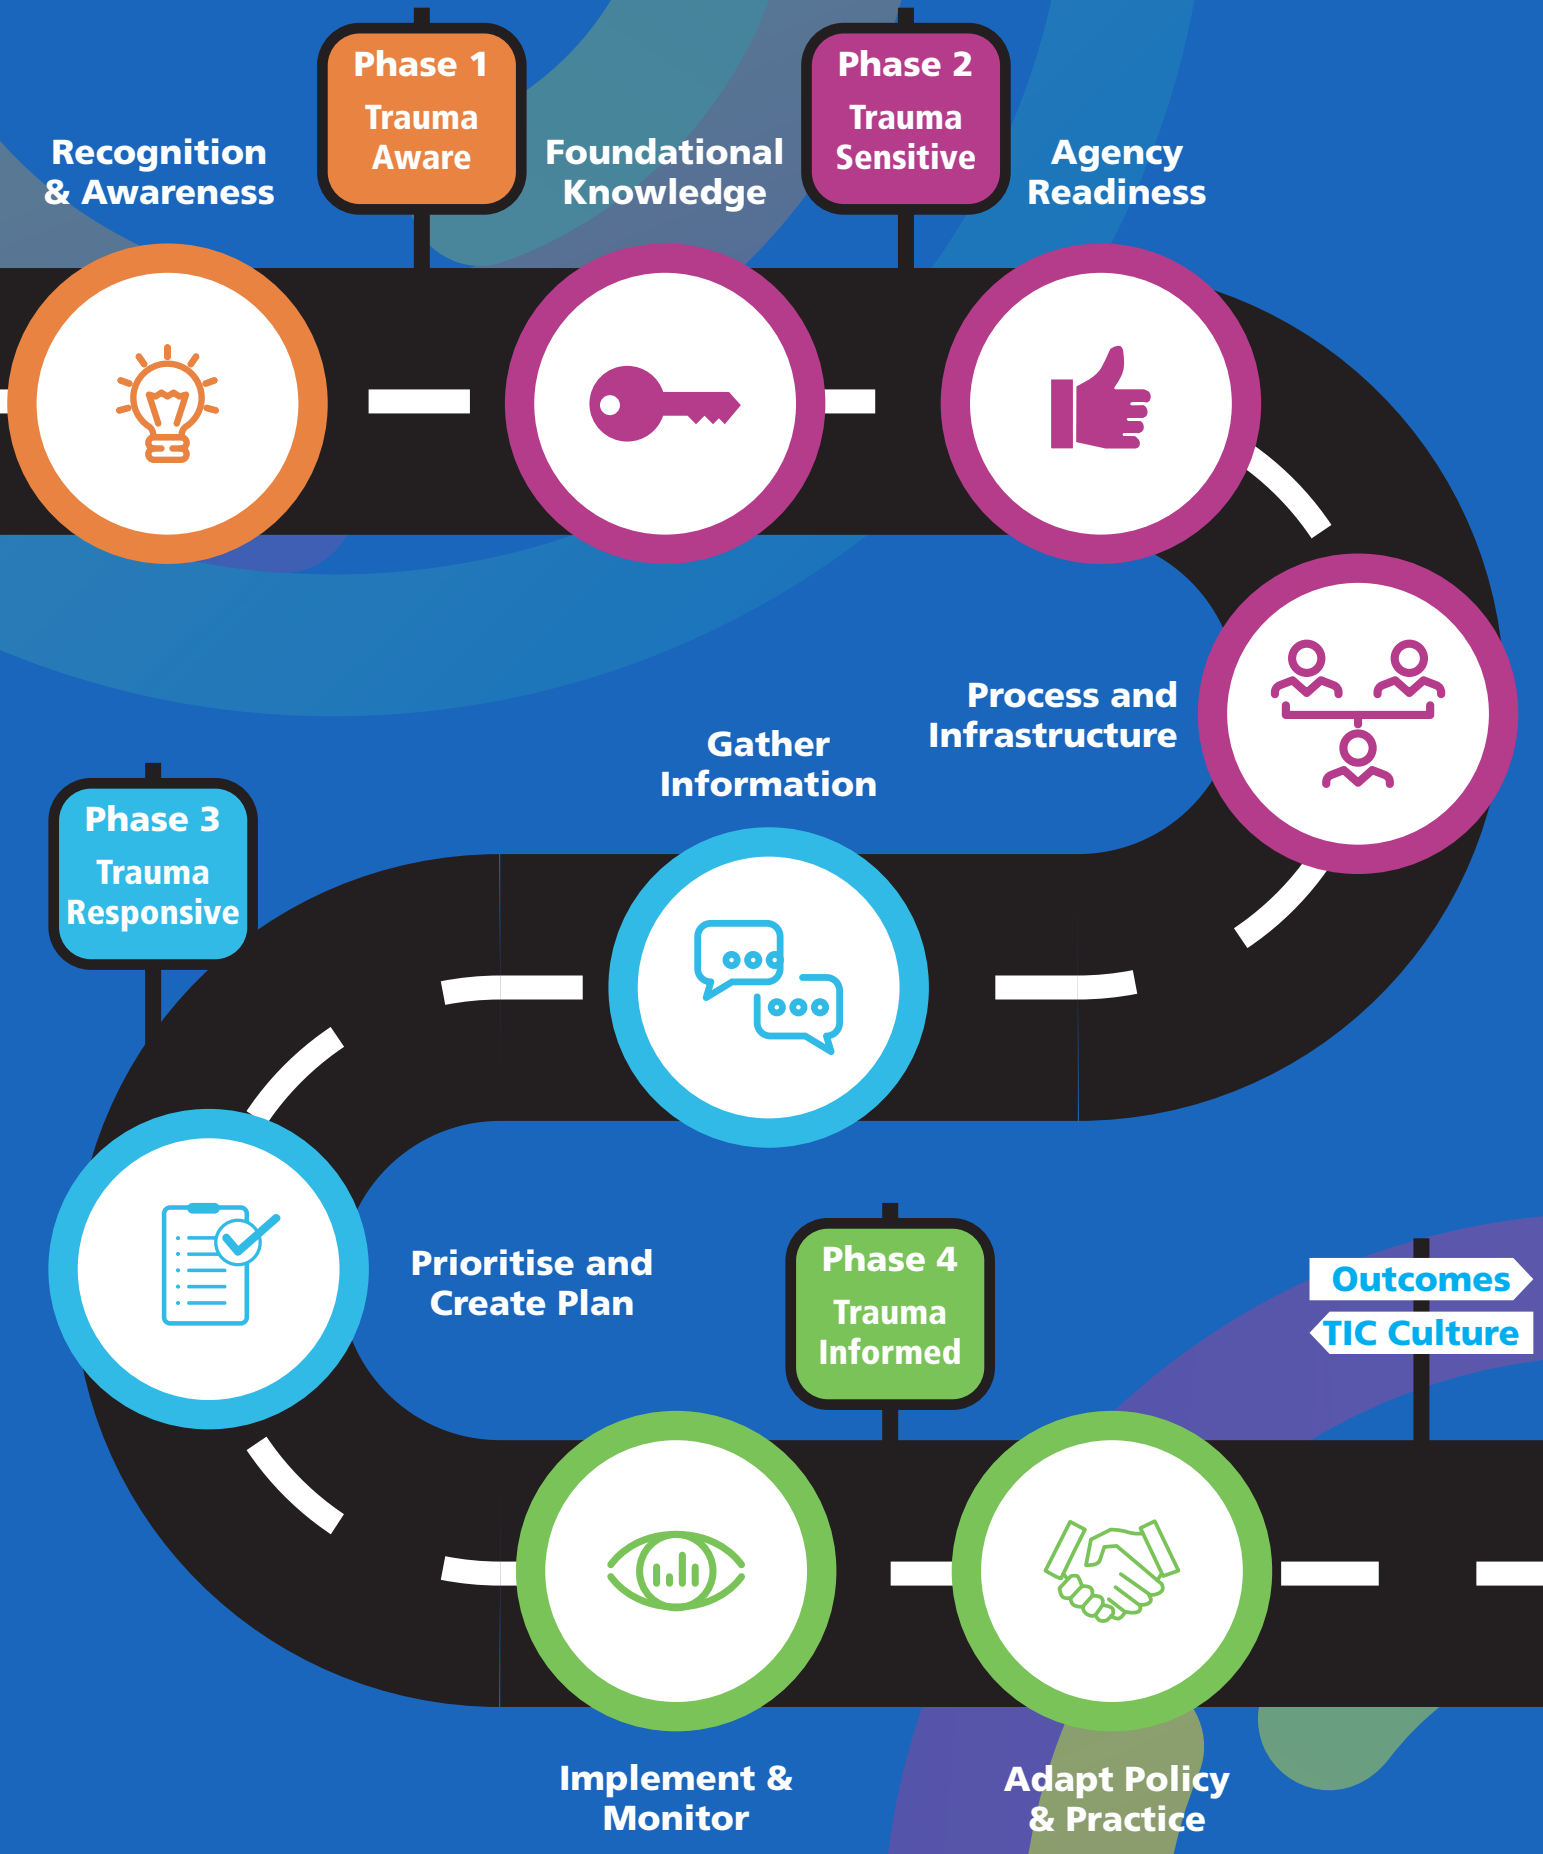 Phase 1
Trauma
Aware
Phase 2
Trauma
Sensitive
Recognition
& Awareness
Foundational
Knowledge
Agency
Readiness
Process and
Infrastructure
Gather
Information
Phase 3
Trauma
Responsive
Prioritise and
Create Plan
Phase 4
Trauma
Informed
Outcomes
TIC Culture
Implement &
Monitor
Adapt Policy
& Practice